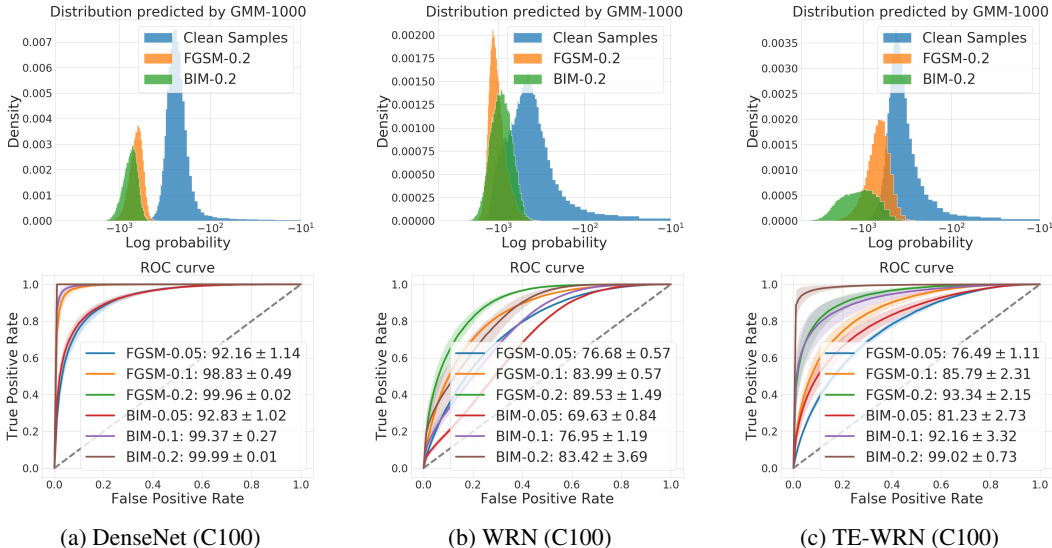 Distribution predicted by GMM-1000
Density
0.007
0.006
0.005
0.004
0.003
0.002
0.001
0.000
Clean Samples
FGSM-0.2
BIM-0.2
−10³ −10² −10¹
Log probability
Distribution predicted by GMM-1000
Density
0.00200
0.00175
0.00150
0.00125
0.00100
0.00075
0.00050
0.00025
0.00000
Clean Samples
FGSM-0.2
BIM-0.2
−10³ −10² −10¹
Log probability
Distribution predicted by GMM-1000
Density
0.0035
0.0030
0.0025
0.0020
0.0015
0.0010
0.0005
0.0000
Clean Samples
FGSM-0.2
BIM-0.2
−10³ −10² −10¹
Log probability
ROC curve
True Positive Rate
1.0
0.8
0.6
0.4
0.2
0.0
FGSM-0.05: 92.16 ± 1.14
FGSM-0.1: 98.83 ± 0.49
FGSM-0.2: 99.96 ± 0.02
BIM-0.05: 92.83 ± 1.02
BIM-0.1: 99.37 ± 0.27
BIM-0.2: 99.99 ± 0.01
0.0 0.2 0.4 0.6 0.8 1.0
False Positive Rate
ROC curve
True Positive Rate
1.0
0.8
0.6
0.4
0.2
0.0
FGSM-0.05: 76.68 ± 0.57
FGSM-0.1: 83.99 ± 0.57
FGSM-0.2: 89.53 ± 1.49
BIM-0.05: 69.63 ± 0.84
BIM-0.1: 76.95 ± 1.19
BIM-0.2: 83.42 ± 3.69
0.0 0.2 0.4 0.6 0.8 1.0
False Positive Rate
ROC curve
True Positive Rate
1.0
0.8
0.6
0.4
0.2
0.0
FGSM-0.05: 76.49 ± 1.11
FGSM-0.1: 85.79 ± 2.31
FGSM-0.2: 93.34 ± 2.15
BIM-0.05: 81.23 ± 2.73
BIM-0.1: 92.16 ± 3.32
BIM-0.2: 99.02 ± 0.73
0.0 0.2 0.4 0.6 0.8 1.0
False Positive Rate
(a) DenseNet (C100)
(b) WRN (C100)
(c) TE-WRN (C100)